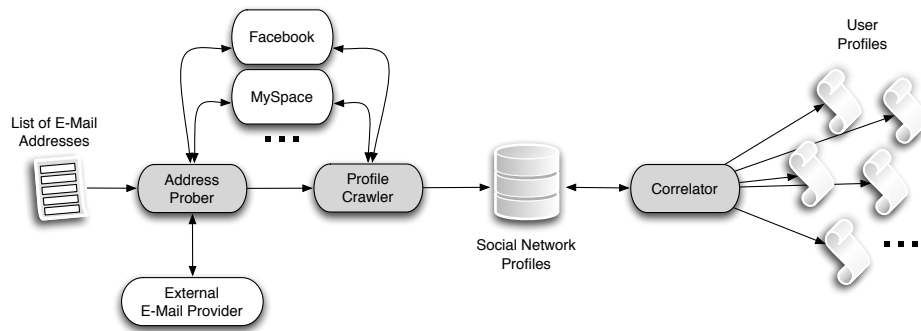 Facebook
MySpace
List of E-Mail
Addresses
Address
Prober
Profile
Crawler
External
E-Mail Provider
Social Network
Profiles
Correlator
User
Profiles